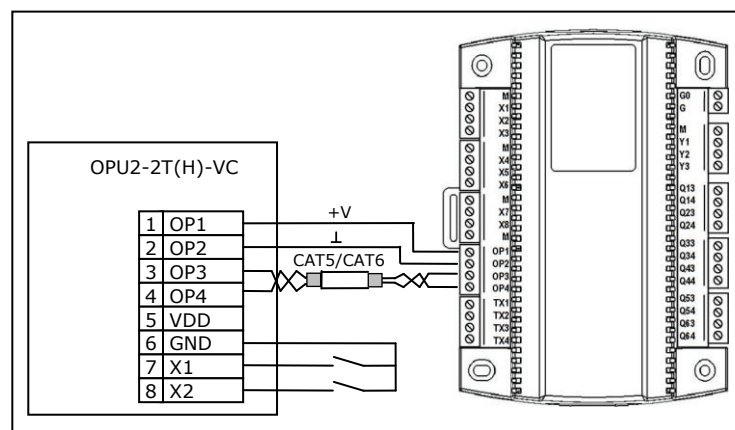 OPU2-2T(H)-VC
1 OP1
2 OP2
3 OP3
4 OP4
5 VDD
6 GND
7 X1
8 X2
+V
⊥
CAT5/CAT6
M
X1
X2
X3
M
X4
X5
X6
M
X7
X8
M
OP1
OP2
OP3
OP4
TX1
TX2
TX3
TX4
G0
G
M
Y1
Y2
Y3
Q13
Q14
Q23
Q24
Q33
Q34
Q43
Q44
Q53
Q54
Q63
Q64